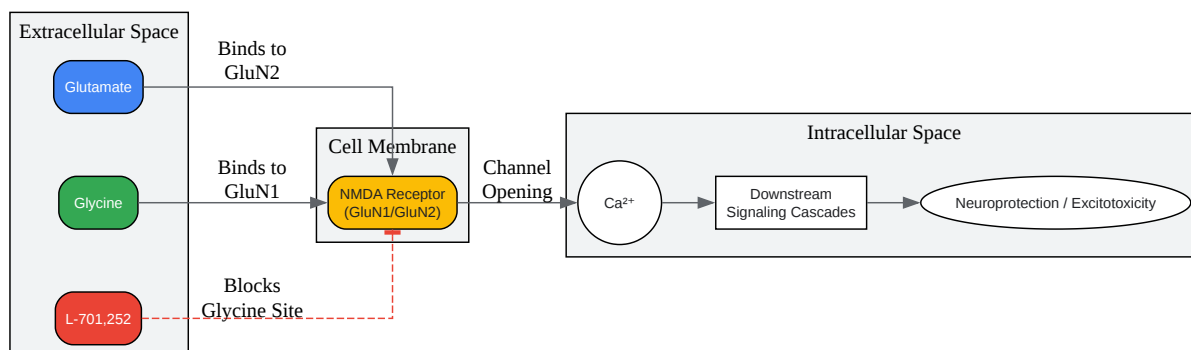 Extracellular Space
Glutamate
Binds to
GluN2
Glycine
Binds to
GluN1
L-701,252
Blocks
Glycine Site
Cell Membrane
NMDA Receptor
(GluN1/GluN2)
Channel
Opening
Intracellular Space
Ca²⁺
Downstream
Signaling Cascades
Neuroprotection / Excitotoxicity